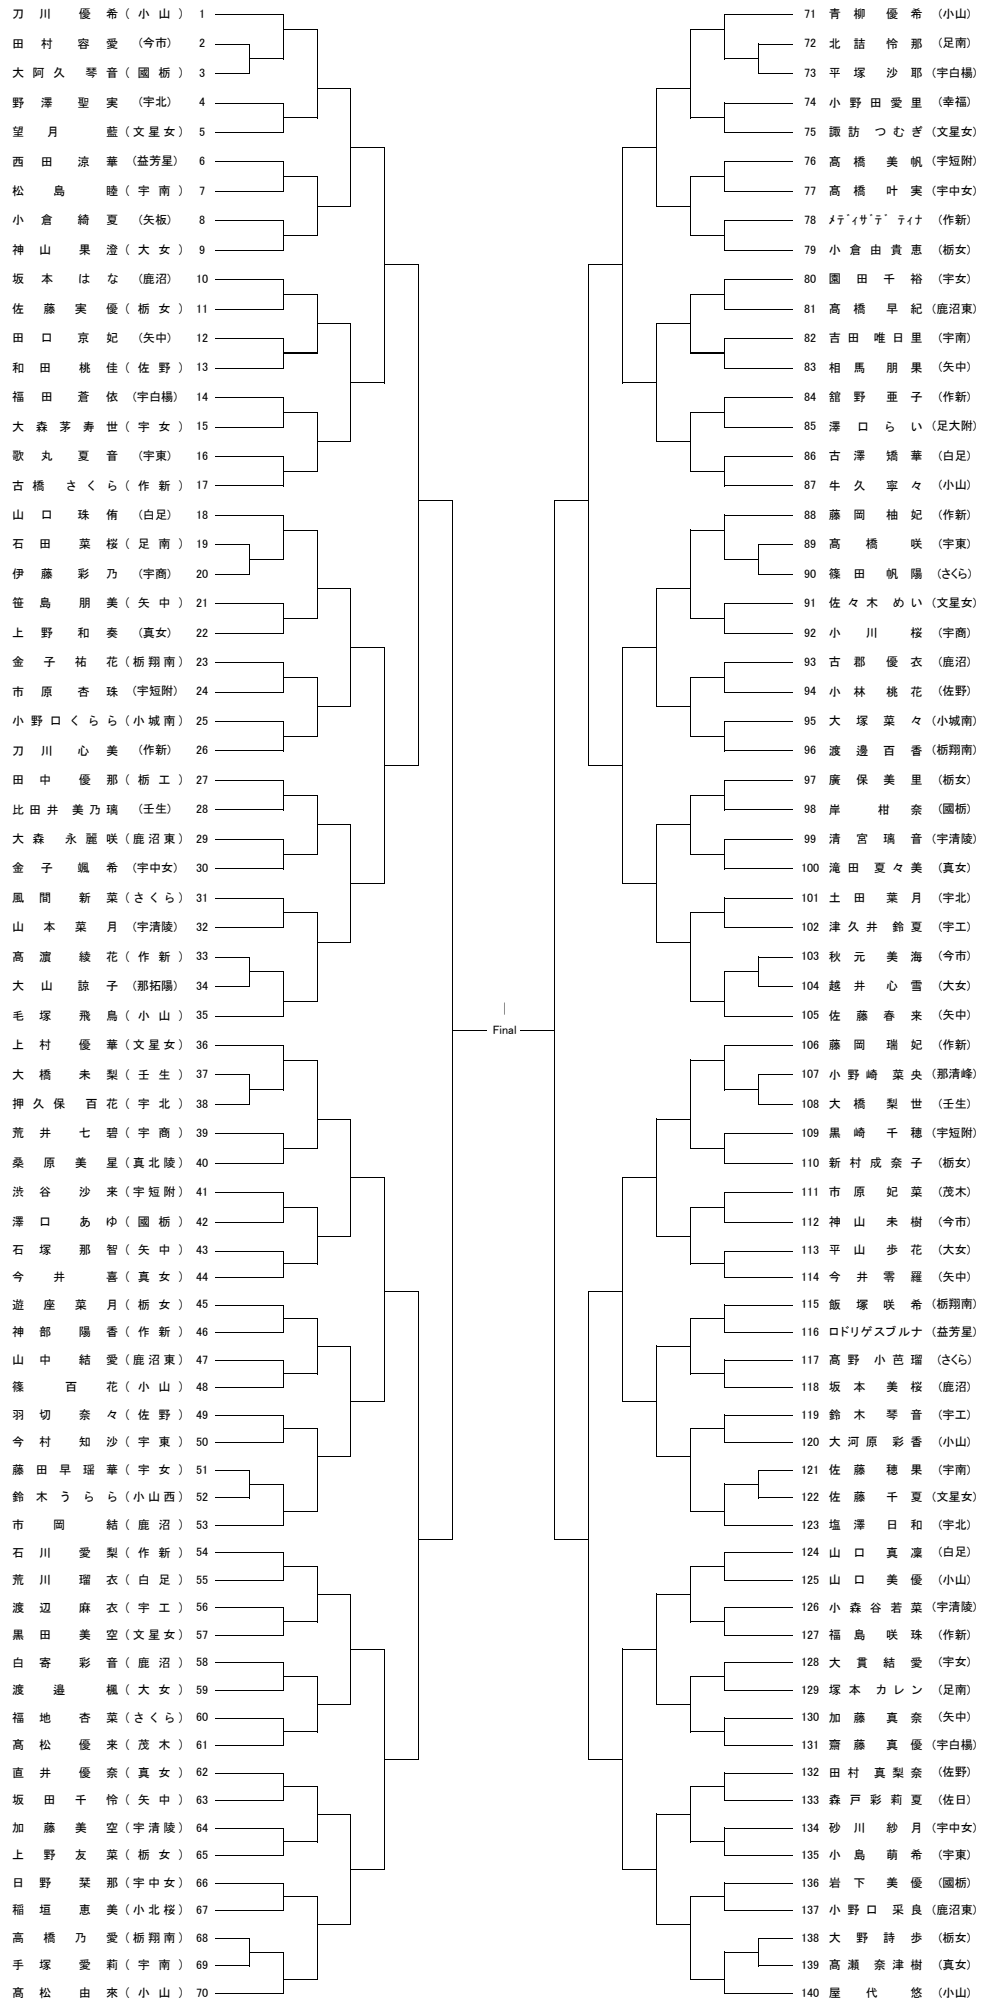 刀川 優希 (小山) 1
田村 容愛 (今市) 2
大阿久 琴音 (國栃) 3
野澤 聖実 (宇北) 4
望月 藍 (文星女) 5
西田 涼華 (益芳星) 6
松島 睦 (宇南) 7
小倉 綺夏 (矢板) 8
神山 果澄 (大女) 9
坂本 はな (鹿沼) 10
佐藤 実優 (栃女) 11
田口 京妃 (矢中) 12
和田 桃佳 (佐野) 13
福田 蒼依 (宇白楊) 14
大森 茅寿世 (宇女) 15
歌丸 夏音 (宇東) 16
古橋 さくら (作新) 17
山口 珠侑 (白足) 18
石田 菜桜 (足南) 19
伊藤 彩乃 (宇商) 20
笹島 朋美 (矢中) 21
上野 和奏 (真女) 22
金子 祐花 (栃翔南) 23
市原 杏珠 (宇短附) 24
小野口 くらら (小城南) 25
刀川 心美 (作新) 26
田中 優那 (栃工) 27
比田井 美乃璃 (壬生) 28
大森 永麗咲 (鹿沼東) 29
金子 颯希 (宇中女) 30
風間 新菜 (さくら) 31
山本 菜月 (宇清陵) 32
髙濵 綾花 (作新) 33
大山 諒子 (那拓陽) 34
毛塚 飛鳥 (小山) 35
上村 優華 (文星女) 36
大橋 未梨 (壬生) 37
押久保 百花 (宇北) 38
荒井 七碧 (宇商) 39
桑原 美星 (真北陵) 40
渋谷 沙来 (宇短附) 41
澤口 あゆ (國栃) 42
石塚 那智 (矢中) 43
今井 喜 (真女) 44
遊座 菜月 (栃女) 45
神部 陽香 (作新) 46
山中 結愛 (鹿沼東) 47
篠 百花 (小山) 48
羽切 奈々 (佐野) 49
今村 知沙 (宇東) 50
藤田 早瑶華 (宇女) 51
鈴木 うらら (小山西) 52
市岡 結 (鹿沼) 53
石川 愛梨 (作新) 54
荒川 瑠衣 (白足) 55
渡辺 麻衣 (宇工) 56
黒田 美空 (文星女) 57
白寄 彩音 (鹿沼) 58
渡邉 楓 (大女) 59
福地 杏菜 (さくら) 60
髙松 優来 (茂木) 61
直井 優奈 (真女) 62
坂田 千怜 (矢中) 63
加藤 美空 (宇清陵) 64
上野 友菜 (栃女) 65
日野 栞那 (宇中女) 66
稲垣 恵美 (小北桜) 67
高橋 乃愛 (栃翔南) 68
手塚 愛莉 (宇南) 69
髙松 由來 (小山) 70
Final
71 青柳 優希 (小山)
72 北詰 怜那 (足南)
73 平塚 沙耶 (宇白楊)
74 小野田 愛里 (幸福)
75 諏訪 つむぎ (文星女)
76 髙橋 美帆 (宇短附)
77 髙橋 叶実 (宇中女)
78 メディザデ ティナ (作新)
79 小倉 由貴恵 (栃女)
80 園田 千裕 (宇女)
81 髙橋 早紀 (鹿沼東)
82 吉田 唯日里 (宇南)
83 相馬 朋果 (矢中)
84 舘野 亜子 (作新)
85 澤口 らい (足大附)
86 古澤 矯華 (白足)
87 牛久 寧々 (小山)
88 藤岡 柚妃 (作新)
89 髙橋 咲 (宇東)
90 篠田 帆陽 (さくら)
91 佐々木 めい (文星女)
92 小川 桜 (宇商)
93 古郡 優衣 (鹿沼)
94 小林 桃花 (佐野)
95 大塚 菜々 (小城南)
96 渡邊 百香 (栃翔南)
97 廣保 美里 (栃女)
98 岸 柑奈 (國栃)
99 清宮 璃音 (宇清陵)
100 滝田 夏々美 (真女)
101 土田 葉月 (宇北)
102 津久井 鈴夏 (宇工)
103 秋元 美海 (今市)
104 越井 心雪 (大女)
105 佐藤 春来 (矢中)
106 藤岡 瑞妃 (作新)
107 小野崎 菜央 (那清峰)
108 大橋 梨世 (壬生)
109 黒崎 千穂 (宇短附)
110 新村 成奈子 (栃女)
111 市原 妃菜 (茂木)
112 神山 未樹 (今市)
113 平山 歩花 (大女)
114 今井 零羅 (矢中)
115 飯塚 咲希 (栃翔南)
116 ロドリゲスブルナ (益芳星)
117 髙野 小芭瑠 (さくら)
118 坂本 美桜 (鹿沼)
119 鈴木 琴音 (宇工)
120 大河原 彩香 (小山)
121 佐藤 穂果 (宇南)
122 佐藤 千夏 (文星女)
123 塩澤 日和 (宇北)
124 山口 真凜 (白足)
125 山口 美優 (小山)
126 小森谷 若菜 (宇清陵)
127 福島 咲珠 (作新)
128 大貫 結愛 (宇女)
129 塚本 カレン (足南)
130 加藤 真奈 (矢中)
131 齋藤 真優 (宇白楊)
132 田村 真梨奈 (佐野)
133 森戸 彩莉夏 (佐日)
134 砂川 紗月 (宇中女)
135 小島 萌希 (宇東)
136 岩下 美優 (國栃)
137 小野口 采良 (鹿沼東)
138 大野 詩歩 (栃女)
139 髙瀬 奈津樹 (真女)
140 屋代 悠 (小山)